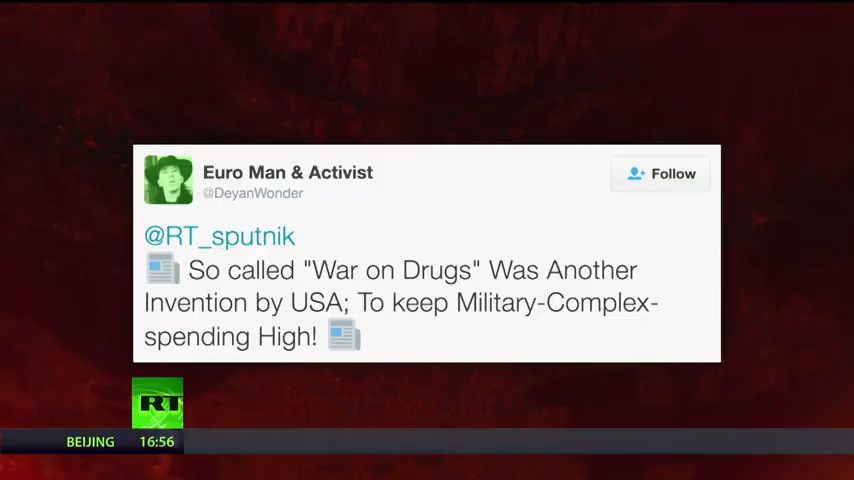 Euro Man & Activist
@DeyanWonder
Follow
@RT_sputnik
So called "War on Drugs" Was Another
Invention by USA; To keep Military-Complex-
spending High!
RT
BEIJING 16:56